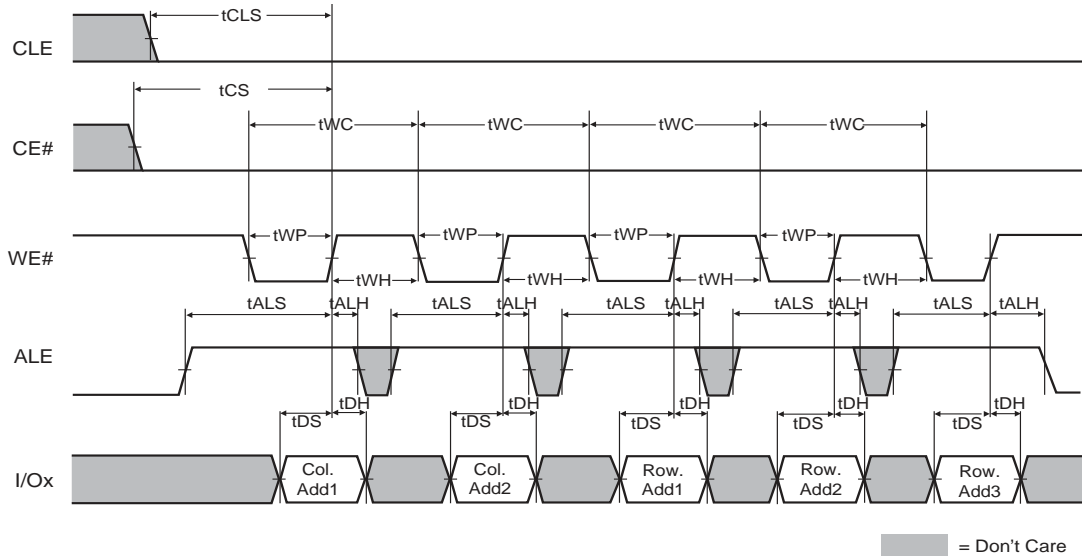 CLE
tCLS
tCS
CE#
tWC tWC tWC tWC
WE#
tWP tWP tWP tWP
tWH tWH tWH tWH
ALE
tALS tALH tALS tALH tALS tALH tALS tALH tALS tALH
tDS tDH tDS tDH tDS tDH tDS tDH tDS tDH
I/Ox
Col. Add1
Col. Add2
Row. Add1
Row. Add2
Row. Add3
= Don't Care